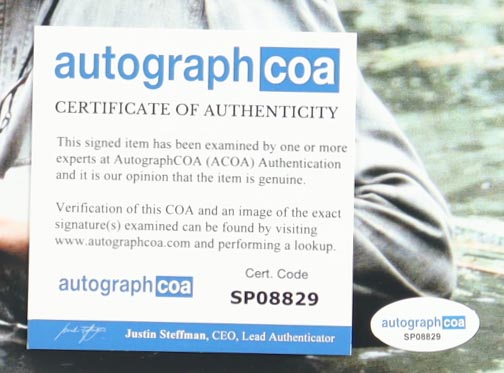 autographcoa
CERTIFICATE OF AUTHENTICITY
This signed item has been examined by one or more
experts at AutographCOA (ACOA) Authentication
and it is our opinion that the item is genuine.
Verification of this COA and an image of the exact
signature(s) examined can be found by visiting
www.autographcoa.com and performing a lookup.
autographcoa
Cert. Code
SP08829
Justin Steffman, CEO, Lead Authenticator
autographcoa
SP08829